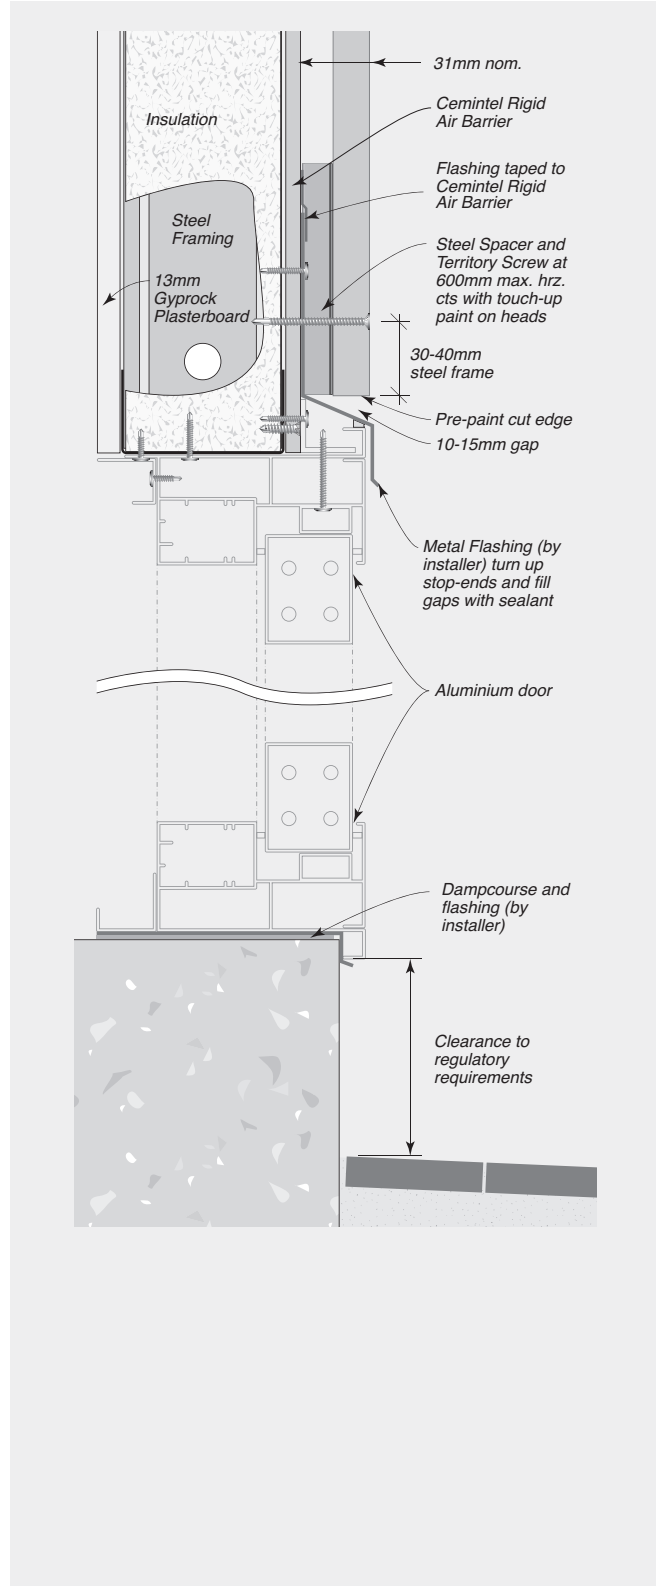 31mm nom.
Cemintel Rigid
Air Barrier
Insulation
Flashing taped to
Cemintel Rigid
Air Barrier
Steel
Framing
Steel Spacer and
Territory Screw at
600mm max. hrz.
cts with touch-up
paint on heads
13mm
Gyprock
Plasterboard
30-40mm
steel frame
Pre-paint cut edge
10-15mm gap
Metal Flashing (by
installer) turn up
stop-ends and fill
gaps with sealant
Aluminium door
Dampcourse and
flashing (by
installer)
Clearance to
regulatory
requirements